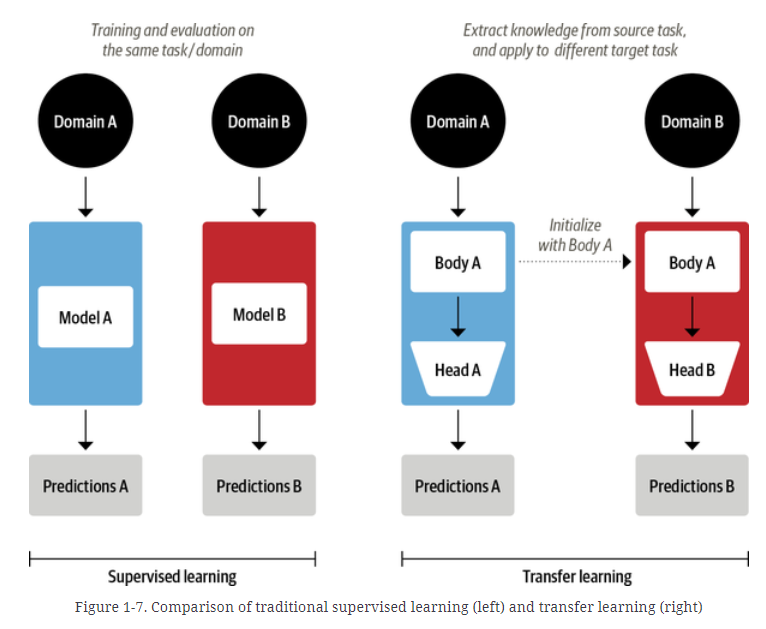 Training and evaluation on
the same task/domain
Extract knowledge from source task,
and apply to different target task
Domain A
Domain B
Domain A
Domain B
Initialize
with Body A
Body A
Body A
Model A
Model B
Head A
Head B
Predictions A
Predictions B
Predictions A
Predictions B
Supervised learning
Transfer learning
Figure 1-7. Comparison of traditional supervised learning (left) and transfer learning (right)